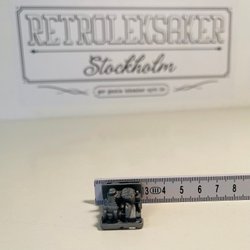 RETROLEKSAKER
Stockholm
3 4 5 6 7 8